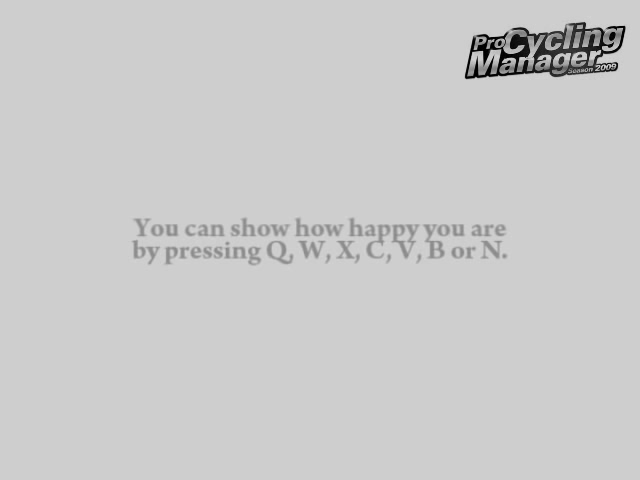 Pro Cycling
Manager
Season 2009
You can show how happy you are
by pressing Q, W, X, C, V, B or N.